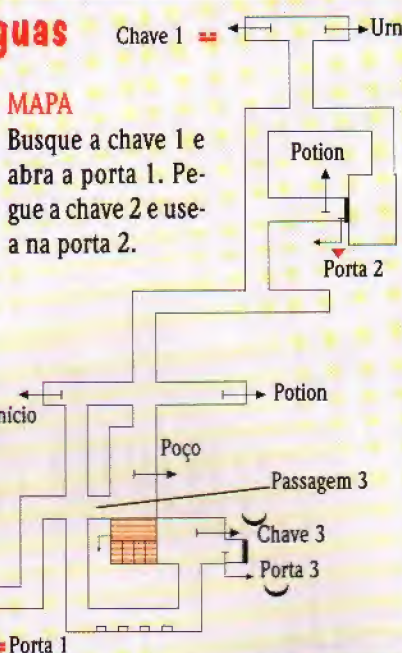 guas
Chave 1
Urn
MAPA
Busque a chave 1 e
abra a porta 1. Pe-
gue a chave 2 e use-
a na porta 2.
Potion
Porta 2
nício
Potion
Poço
Passagem 3
Chave 3
Porta 3
Porta 1